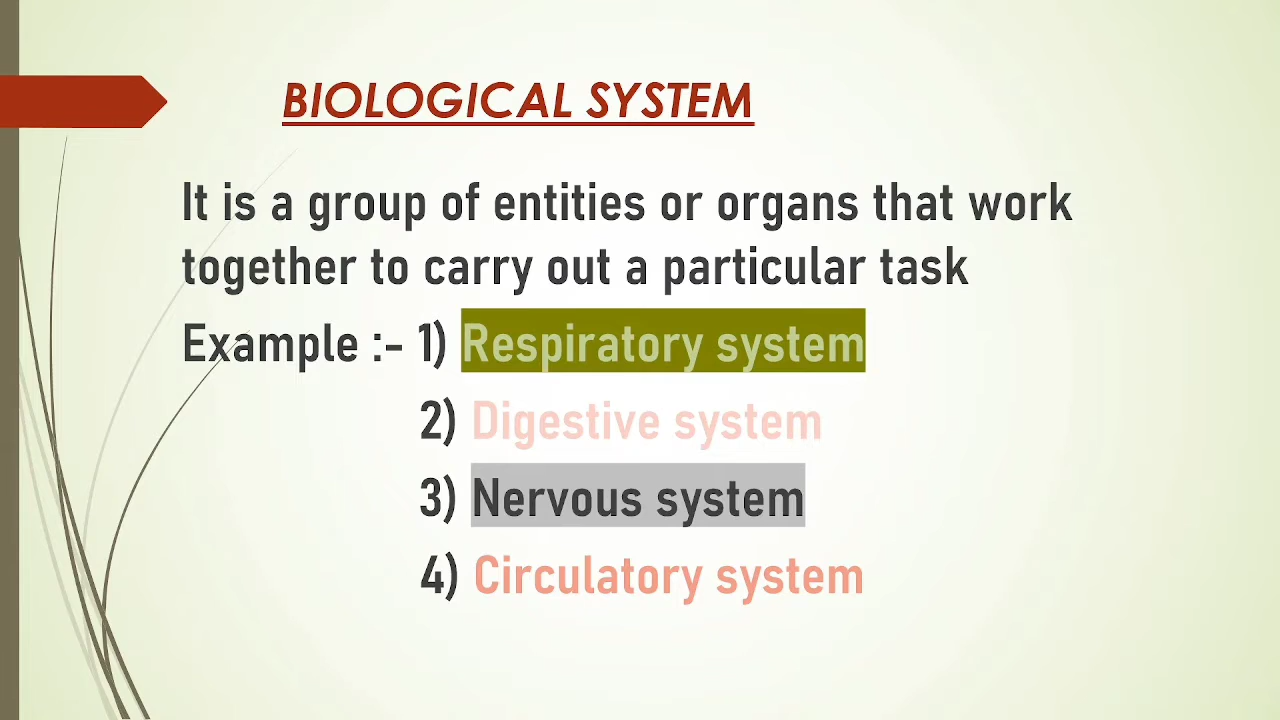 BIOLOGICAL SYSTEM
It is a group of entities or organs that work
together to carry out a particular task
Example :- 1) Respiratory system
2) Digestive system
3) Nervous system
4) Circulatory system